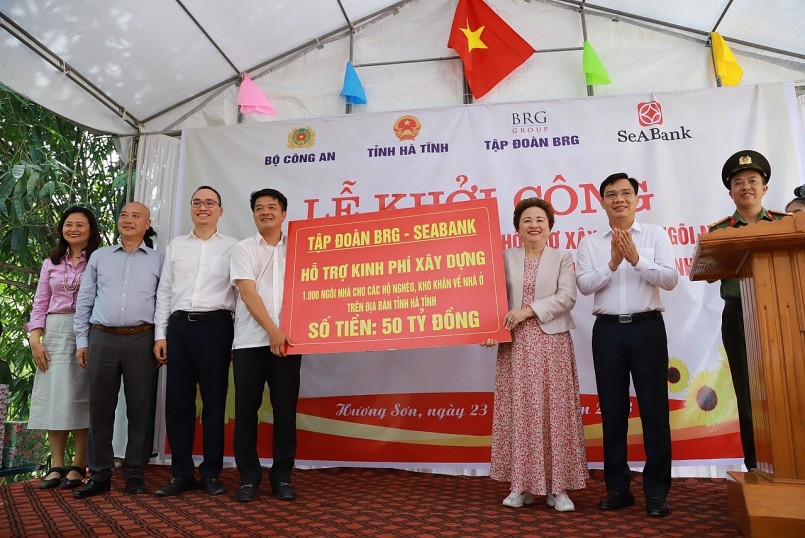 BỘ CÔNG AN
TỈNH HÀ TĨNH
BRG
GROUP
TẬP ĐOÀN BRG
SeABank
LỄ KHỞI CÔNG
TẬP ĐOÀN BRG - SEABANK
HỖ TRỢ KINH PHÍ XÂY DỰNG
1.000 NGÔI NHÀ CHO CÁC HỘ NGHÈO, KHÓ KHĂN VỀ NHÀ Ở
TRÊN ĐỊA BÀN TỈNH HÀ TĨNH
SỐ TIỀN: 50 TỶ ĐỒNG
Hương Sơn, ngày 23